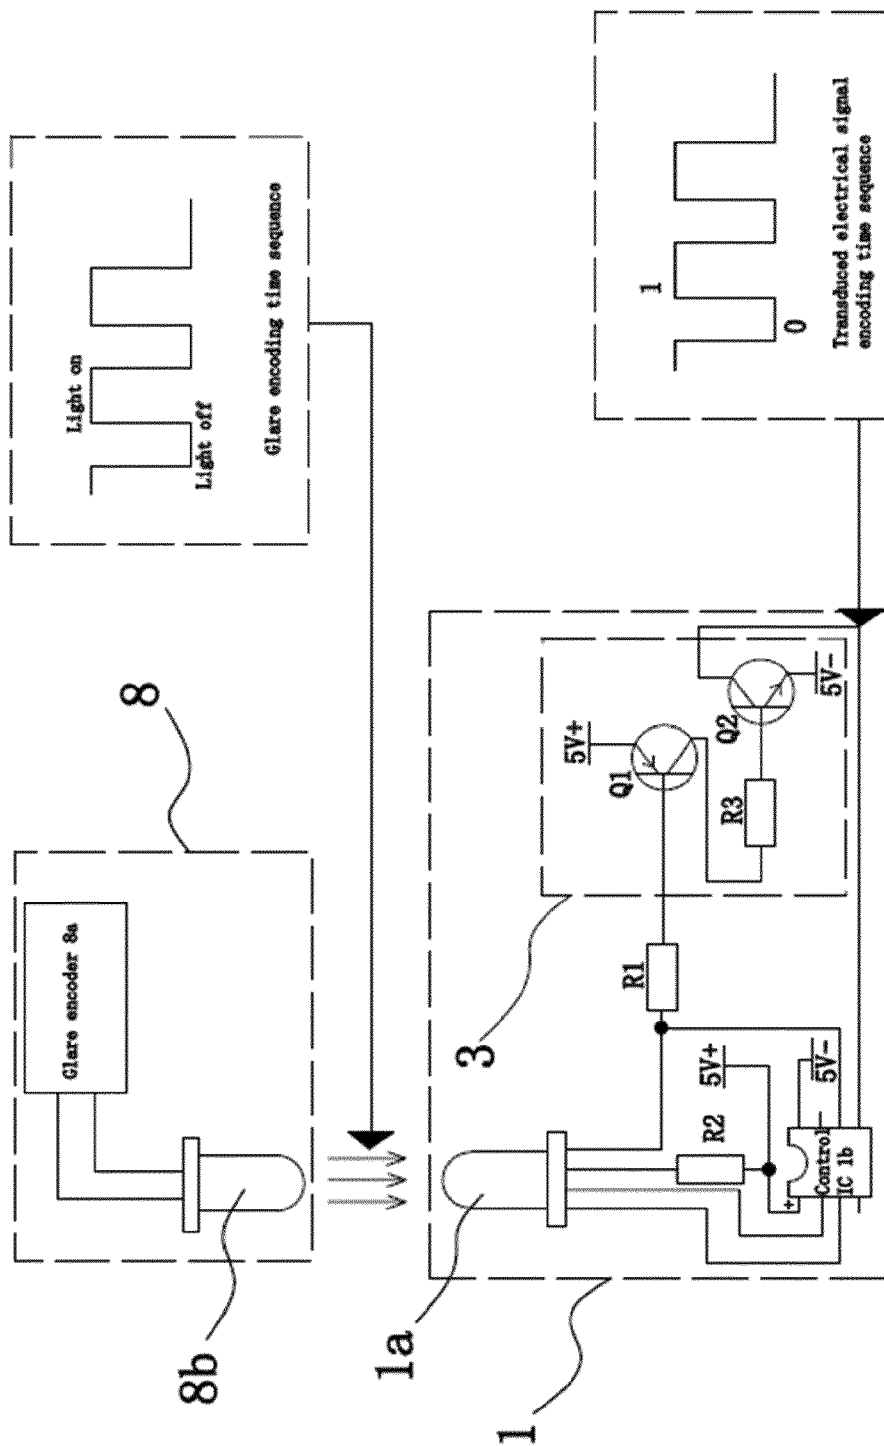 8
Glare encoder 8a
8b
Light on
Light off
Glare encoding time sequence
1
1a
3
R1
R2
5V+
5V-
+
-
Control
IC 1b
5V+
Q1
R3
Q2
5V-
1
0
Transduced electrical signal
encoding time sequence